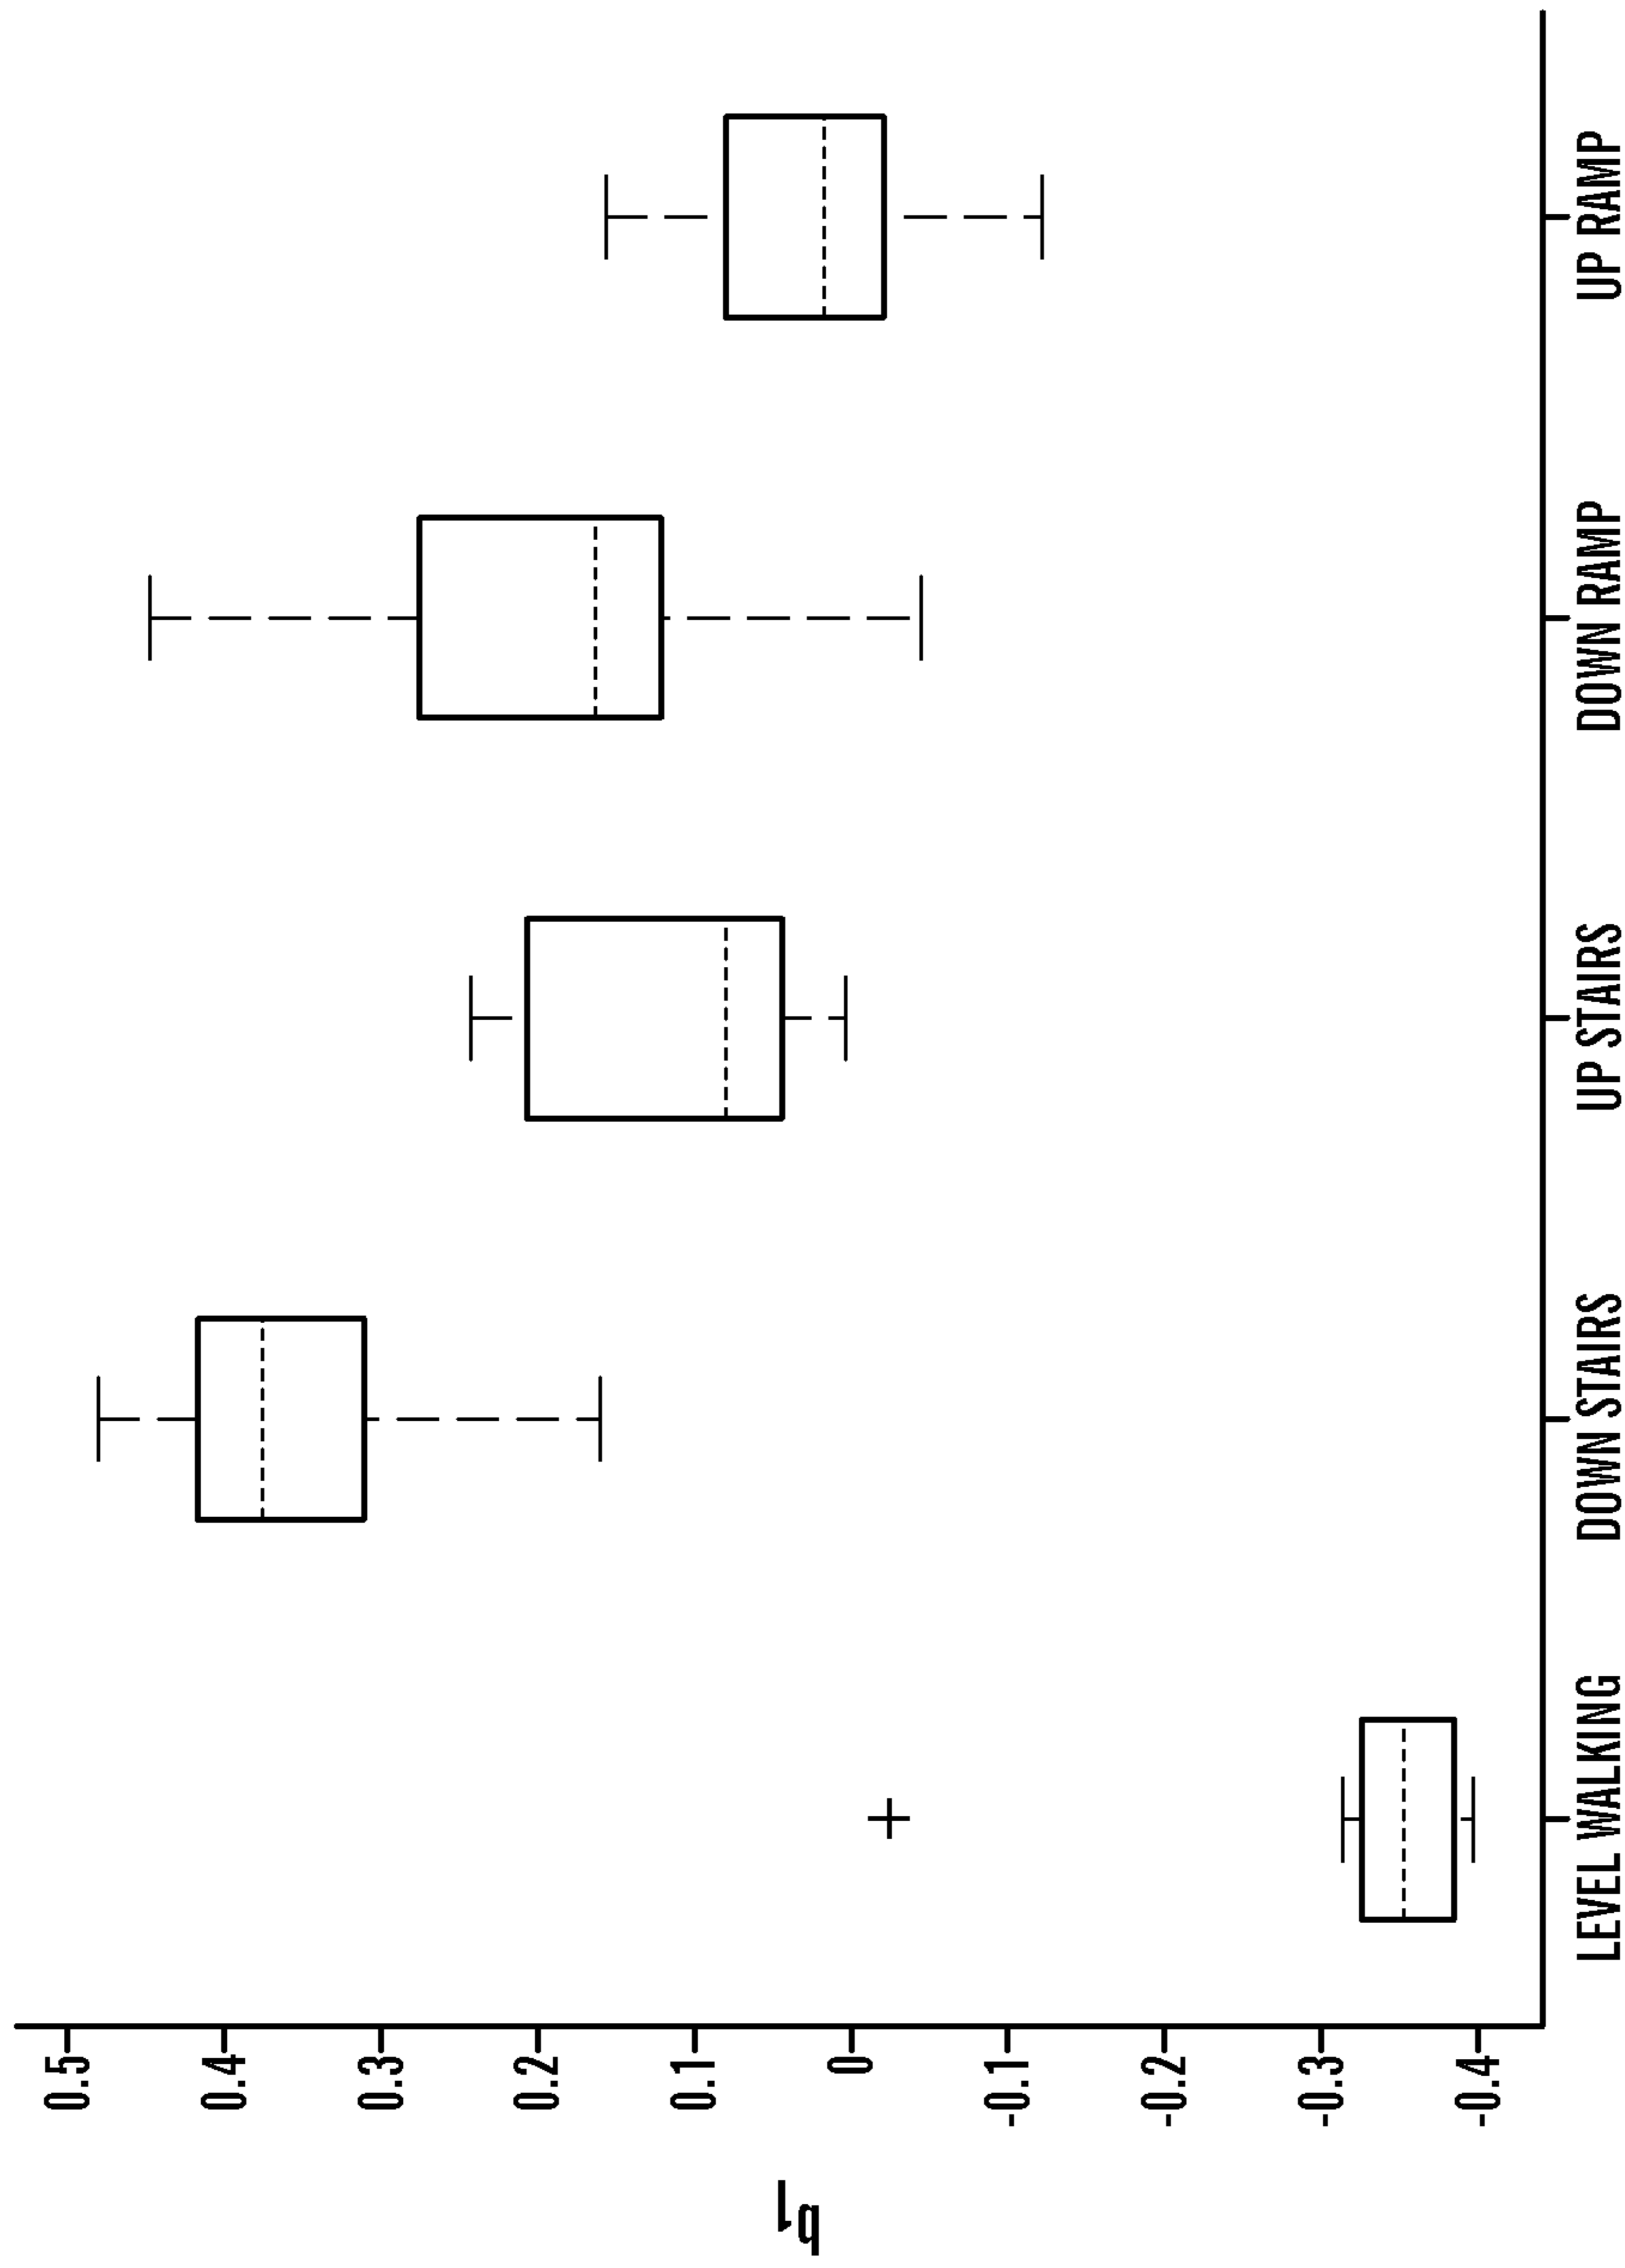 b1
0.5
0.4
0.3
0.2
0.1
0
-0.1
-0.2
-0.3
-0.4
LEVEL WALKING
DOWN STAIRS
UP STAIRS
DOWN RAMP
UP RAMP